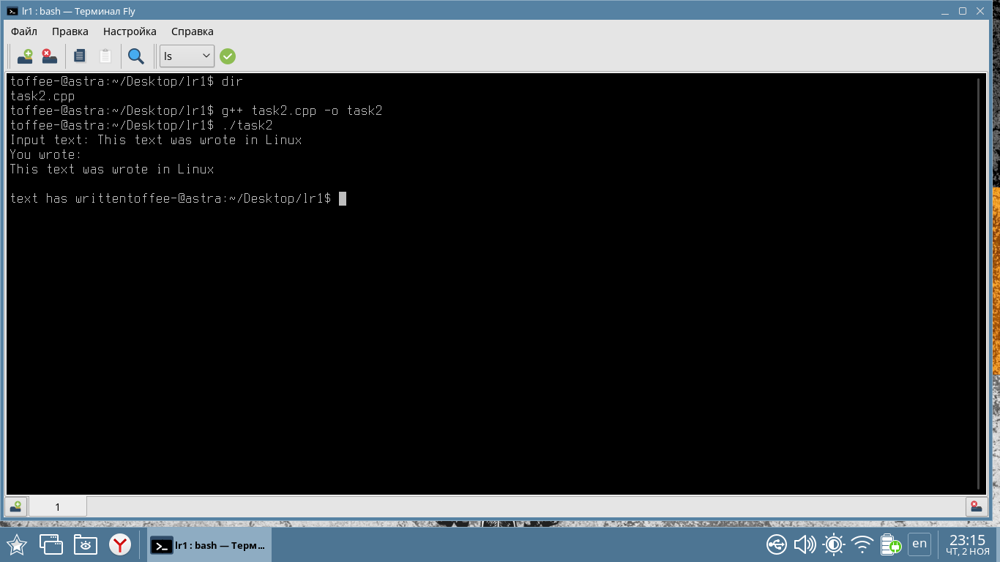 lr1 : bash — Терминал Fly
Файл Правка Настройка Справка
ls
toffee-@astra:~/Desktop/lr1$ dir
task2.cpp
toffee-@astra:~/Desktop/lr1$ g++ task2.cpp -o task2
toffee-@astra:~/Desktop/lr1$ ./task2
Input text: This text was wrote in Linux
You wrote:
This text was wrote in Linux
text has writtentoffee-@astra:~/Desktop/lr1$
1
lr1 : bash — Терм...
en
23:15
ЧТ, 2 НОЯ